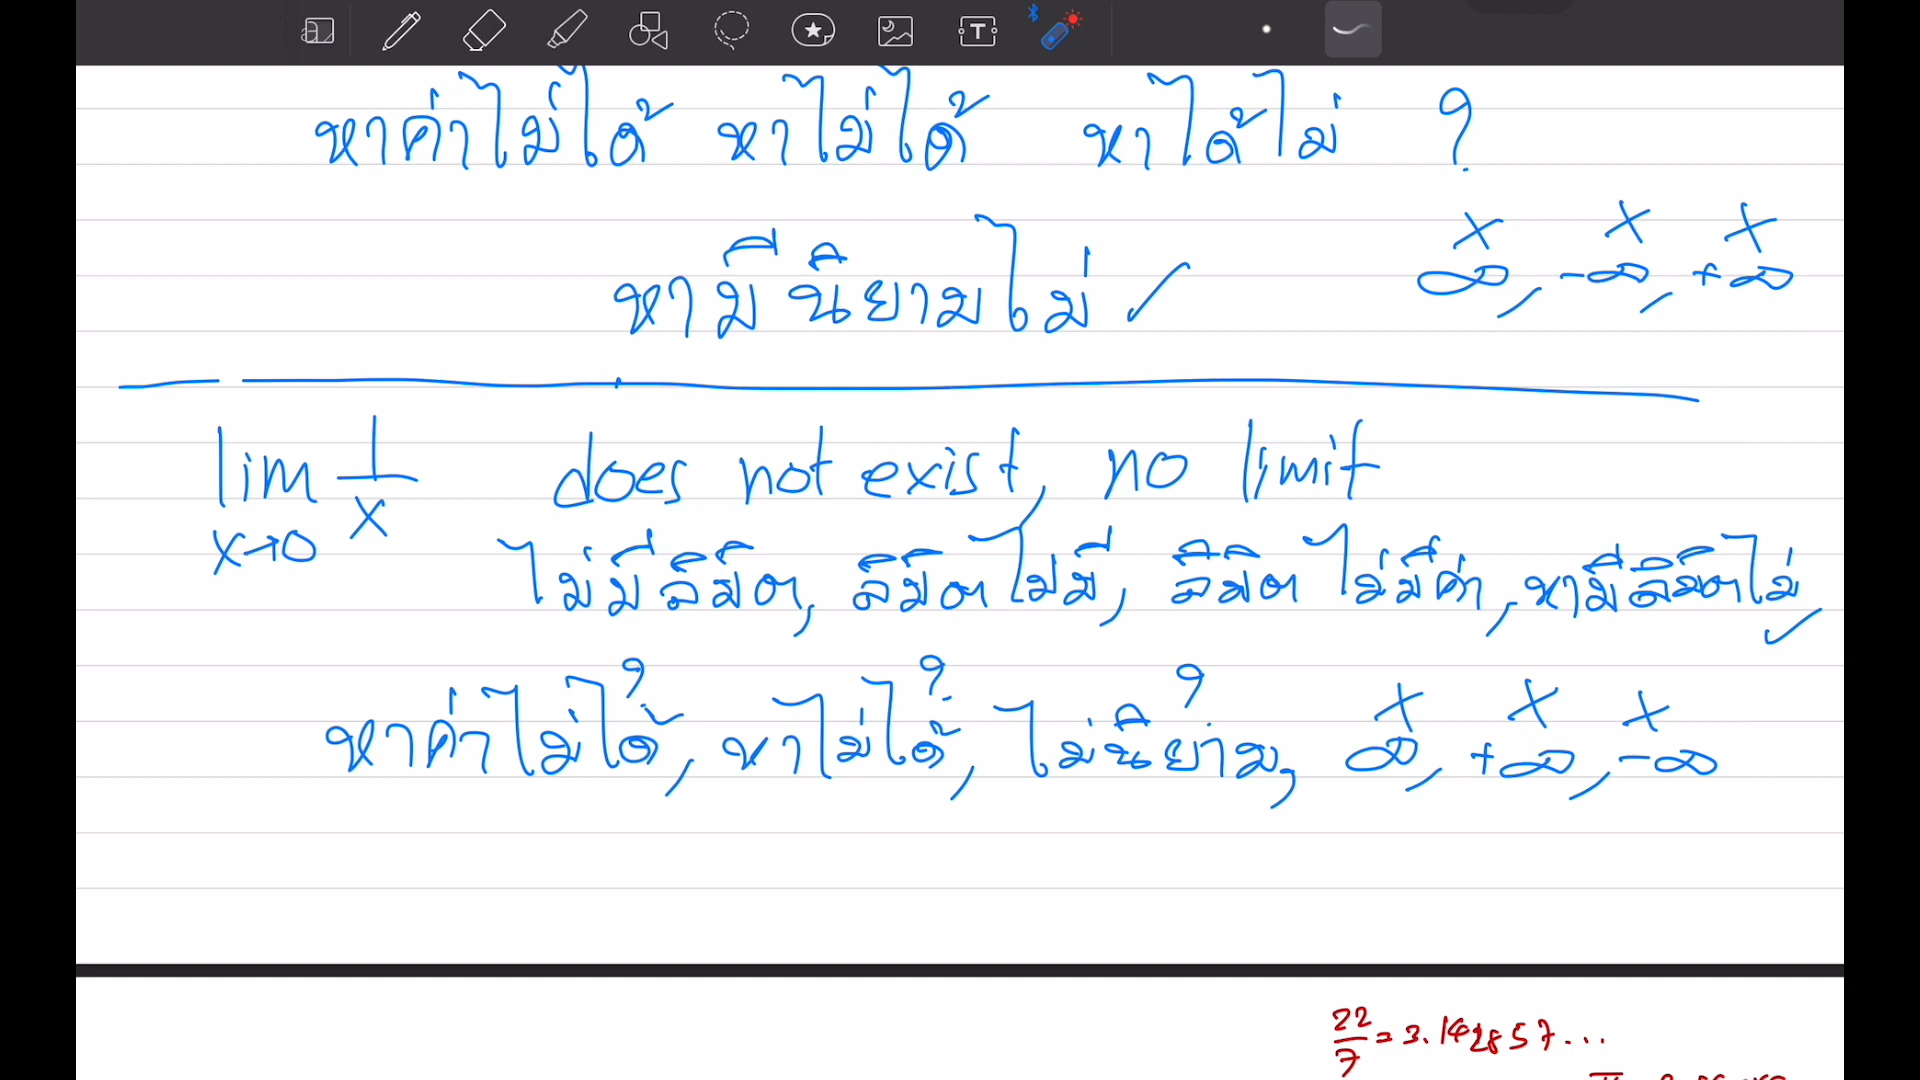 หาค่าไม่ได้ หาไม่ได้ หาได้ไม่ ?
หามีนิยามไม่ ✓
× × ×
∞, -∞, +∞
lim x→0 1/x does not exist, no limit
ไม่มีลิมิต, ลิมิตไม่มี, ลิมิตไม่มีค่า, หามีลิมิตไม่ ✓
? ? ? × × ×
หาค่าไม่ได้, หาไม่ได้, ไม่นิยาม, ∞, +∞, -∞
22/7 = 3.142857...